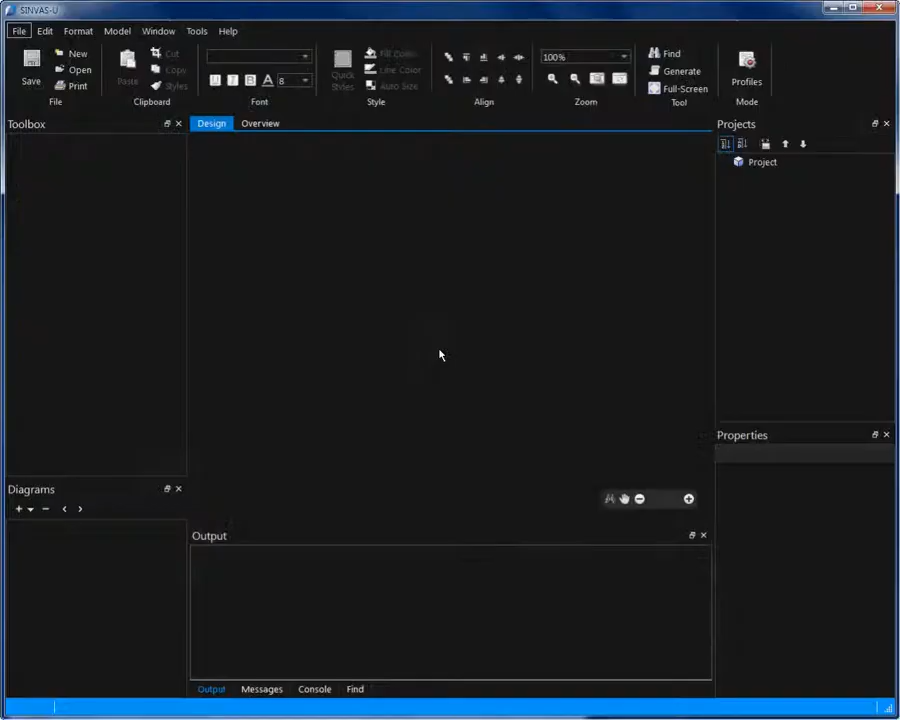 SINVAS-U
File Edit Format Model Window Tools Help
Save New Open Print File
Paste Cut Copy Styles Clipboard
8 Font
Quick Styles Fill Color Line Color Auto Size Style
Align
100% Zoom
Find Generate Full-Screen Tool
Profiles Mode
Toolbox
Design Overview
Projects
Project
Properties
Diagrams
Output
Output Messages Console Find